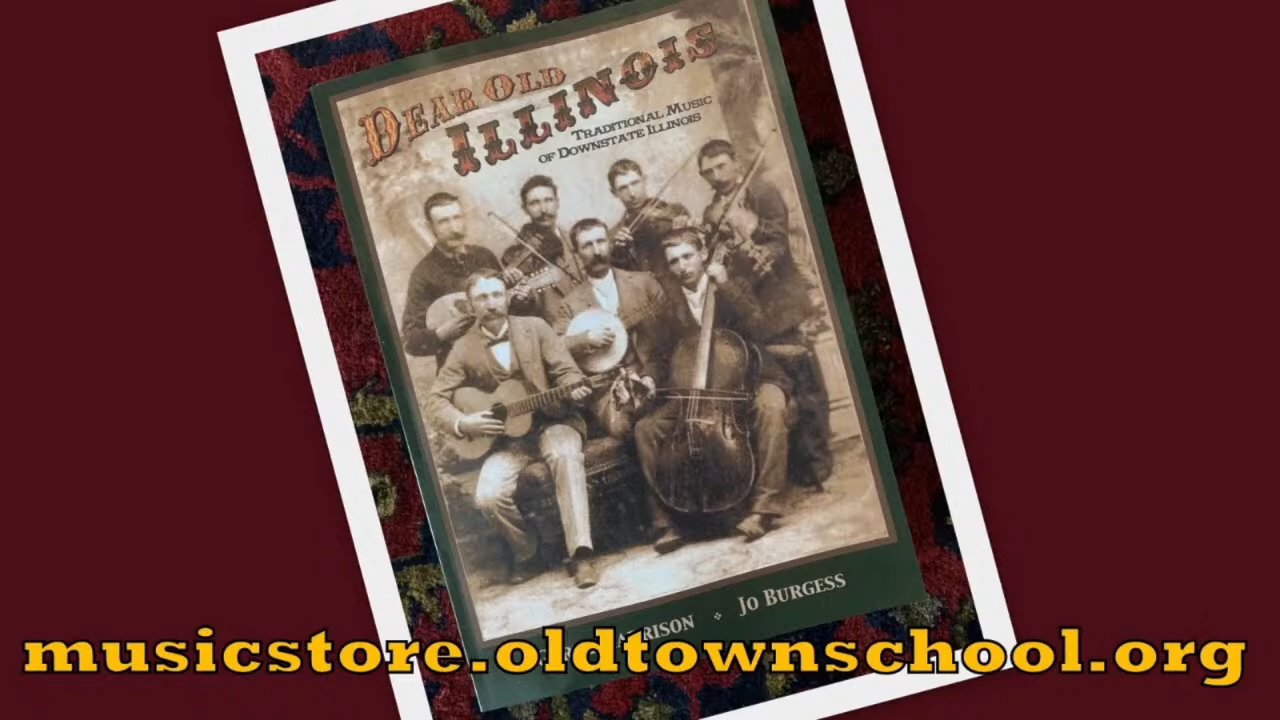 DEAR OLD
ILLINOIS
TRADITIONAL MUSIC
OF DOWNSTATE ILLINOIS
JO BURGESS
musicstore.oldtownschool.org